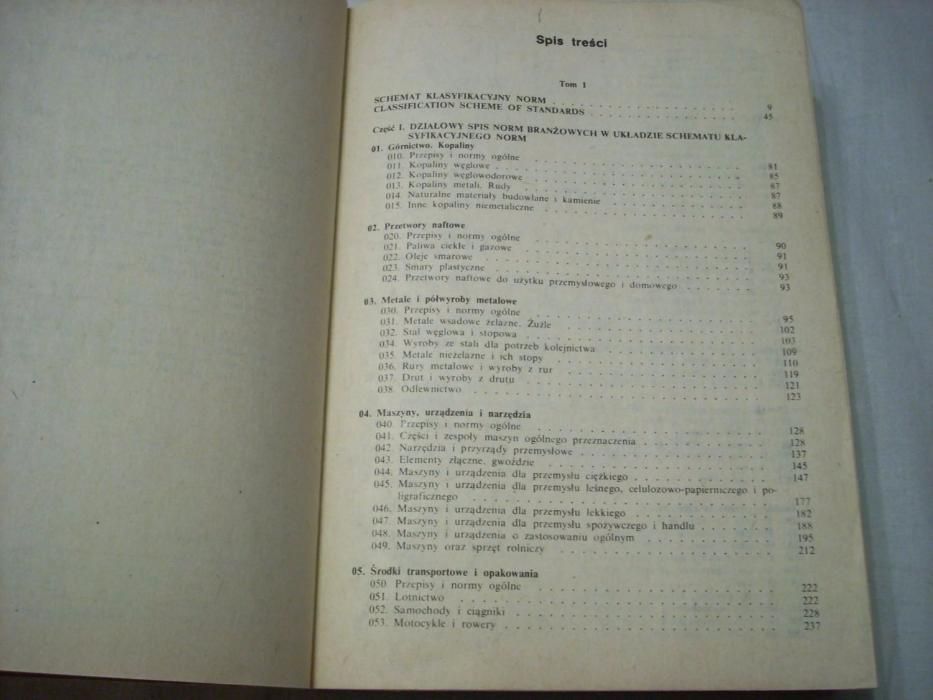 Spis treści
Tom 1
SCHEMAT KLASYFIKACYJNY NORM 9
CLASSIFICATION SCHEME OF STANDARDS 45
Część I. DZIAŁOWY SPIS NORM BRANŻOWYCH W UKŁADZIE SCHEMATU KLA-
SYFIKACYJNEGO NORM
01. Górnictwo. Kopaliny
010. Przepisy i normy ogólne 81
011. Kopaliny węglowe 85
012. Kopaliny węglowodorowe 87
013. Kopaliny metali. Rudy 87
014. Naturalne materiały budowlane i kamienie 88
015. Inne kopaliny niemetaliczne 89
02. Przetwory naftowe
020. Przepisy i normy ogólne 90
021. Paliwa ciekłe i gazowe 91
022. Oleje smarowe 91
023. Smary plastyczne 93
024. Przetwory naftowe do użytku przemysłowego i domowego 93
03. Metale i półwyroby metalowe
030. Przepisy i normy ogólne 95
031. Metale wsadowe żelazne. Żużle 102
032. Stal węglowa i stopowa 103
034. Wyroby ze stali dla potrzeb kolejnictwa 109
035. Metale nieżelazne i ich stopy 110
036. Rury metalowe i wyroby z rur 119
037. Drut i wyroby z drutu 121
038. Odlewnictwo 123
04. Maszyny, urządzenia i narzędzia
040. Przepisy i normy ogólne 128
041. Części i zespoły maszyn ogólnego przeznaczenia 128
042. Narzędzia i przyrządy przemysłowe 137
043. Elementy złączne, gwoździe 145
044. Maszyny i urządzenia dla przemysłu ciężkiego 147
045. Maszyny i urządzenia dla przemysłu leśnego, celulozowo-papierniczego i po-
ligraficznego 177
046. Maszyny i urządzenia dla przemysłu lekkiego 182
047. Maszyny i urządzenia dla przemysłu spożywczego i handlu 188
048. Maszyny i urządzenia o zastosowaniu ogólnym 195
049. Maszyny oraz sprzęt rolniczy 212
05. Środki transportowe i opakowania
050. Przepisy i normy ogólne 222
051. Lotnictwo 222
052. Samochody i ciągniki 228
053. Motocykle i rowery 237